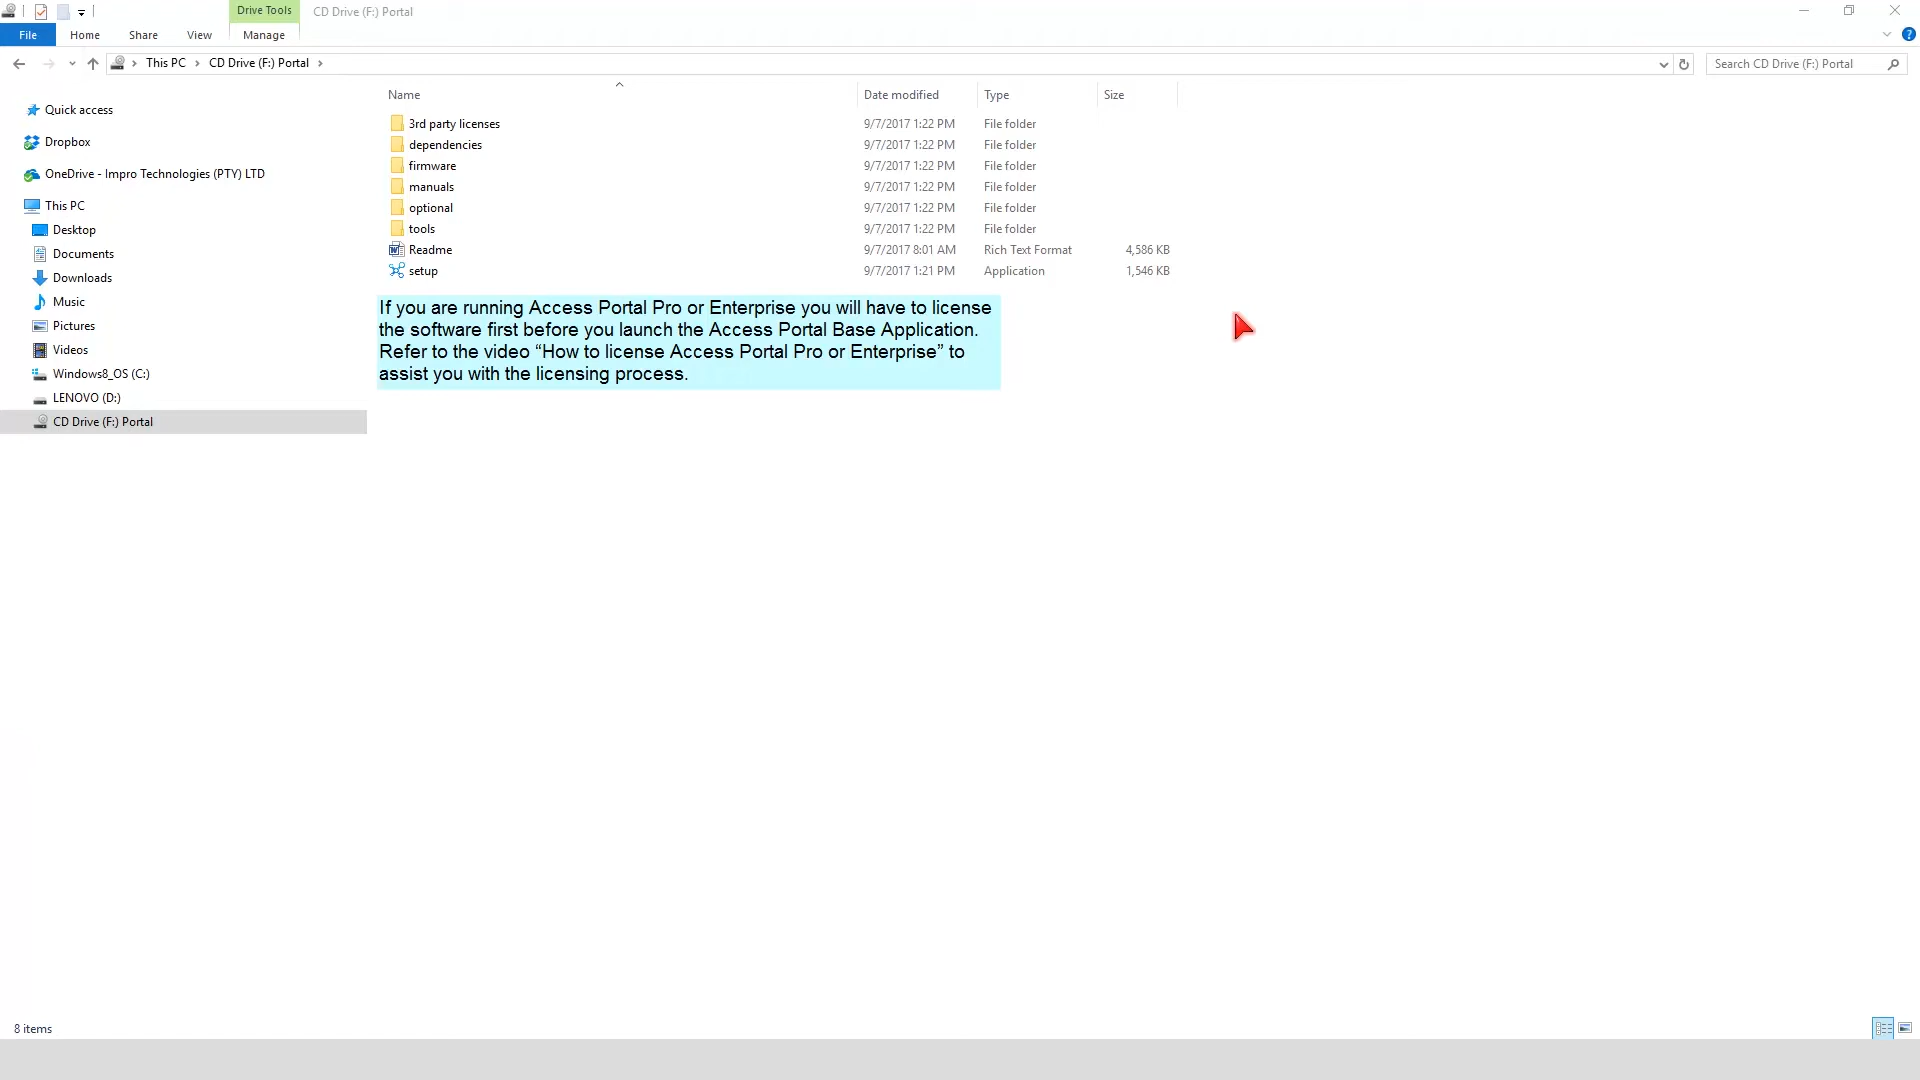 Drive Tools
CD Drive (F:) Portal
File
Home
Share
View
Manage
This PC
CD Drive (F:) Portal
Search CD Drive (F:) Portal
Quick access
Dropbox
OneDrive - Impro Technologies (PTY) LTD
This PC
Desktop
Documents
Downloads
Music
Pictures
Videos
Windows8_OS (C:)
LENOVO (D:)
CD Drive (F:) Portal
Name Date modified Type Size
3rd party licenses 9/7/2017 1:22 PM File folder
dependencies 9/7/2017 1:22 PM File folder
firmware 9/7/2017 1:22 PM File folder
manuals 9/7/2017 1:22 PM File folder
optional 9/7/2017 1:22 PM File folder
tools 9/7/2017 1:22 PM File folder
Readme 9/7/2017 8:01 AM Rich Text Format 4,586 KB
setup 9/7/2017 1:21 PM Application 1,546 KB
If you are running Access Portal Pro or Enterprise you will have to license
the software first before you launch the Access Portal Base Application.
Refer to the video “How to license Access Portal Pro or Enterprise” to
assist you with the licensing process.
8 items